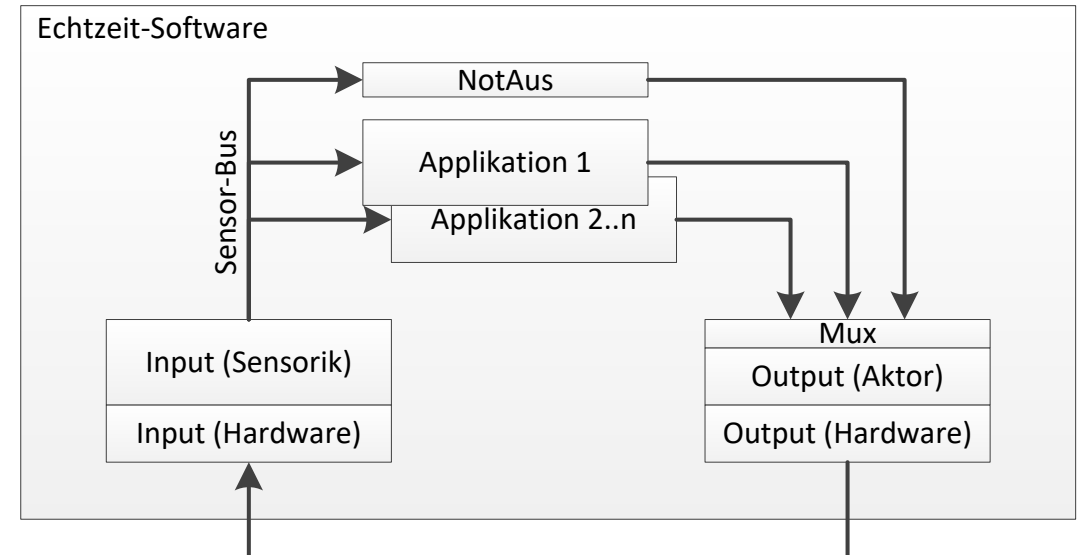 Echtzeit-Software
NotAus
Sensor-Bus
Applikation 1
Applikation 2..n
Mux
Input (Sensorik)
Output (Aktor)
Input (Hardware)
Output (Hardware)